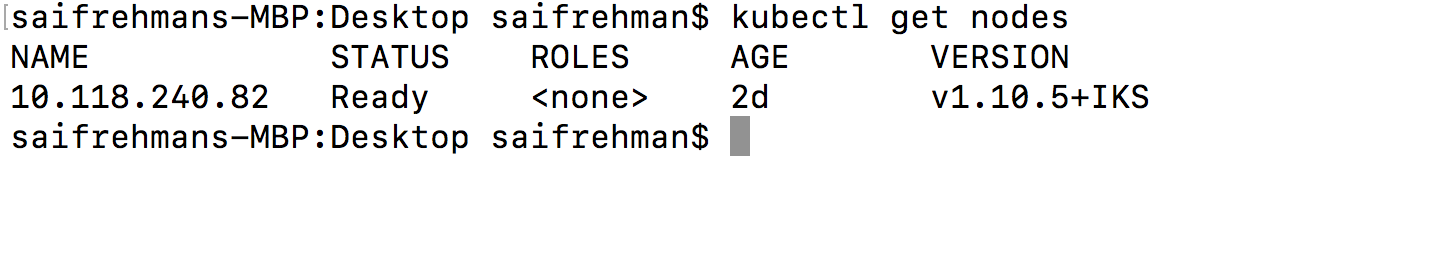 saifrehmans-MBP:Desktop saifrehman$ kubectl get nodes
NAME            STATUS    ROLES     AGE       VERSION
10.118.240.82   Ready     <none>    2d        v1.10.5+IKS
saifrehmans-MBP:Desktop saifrehman$